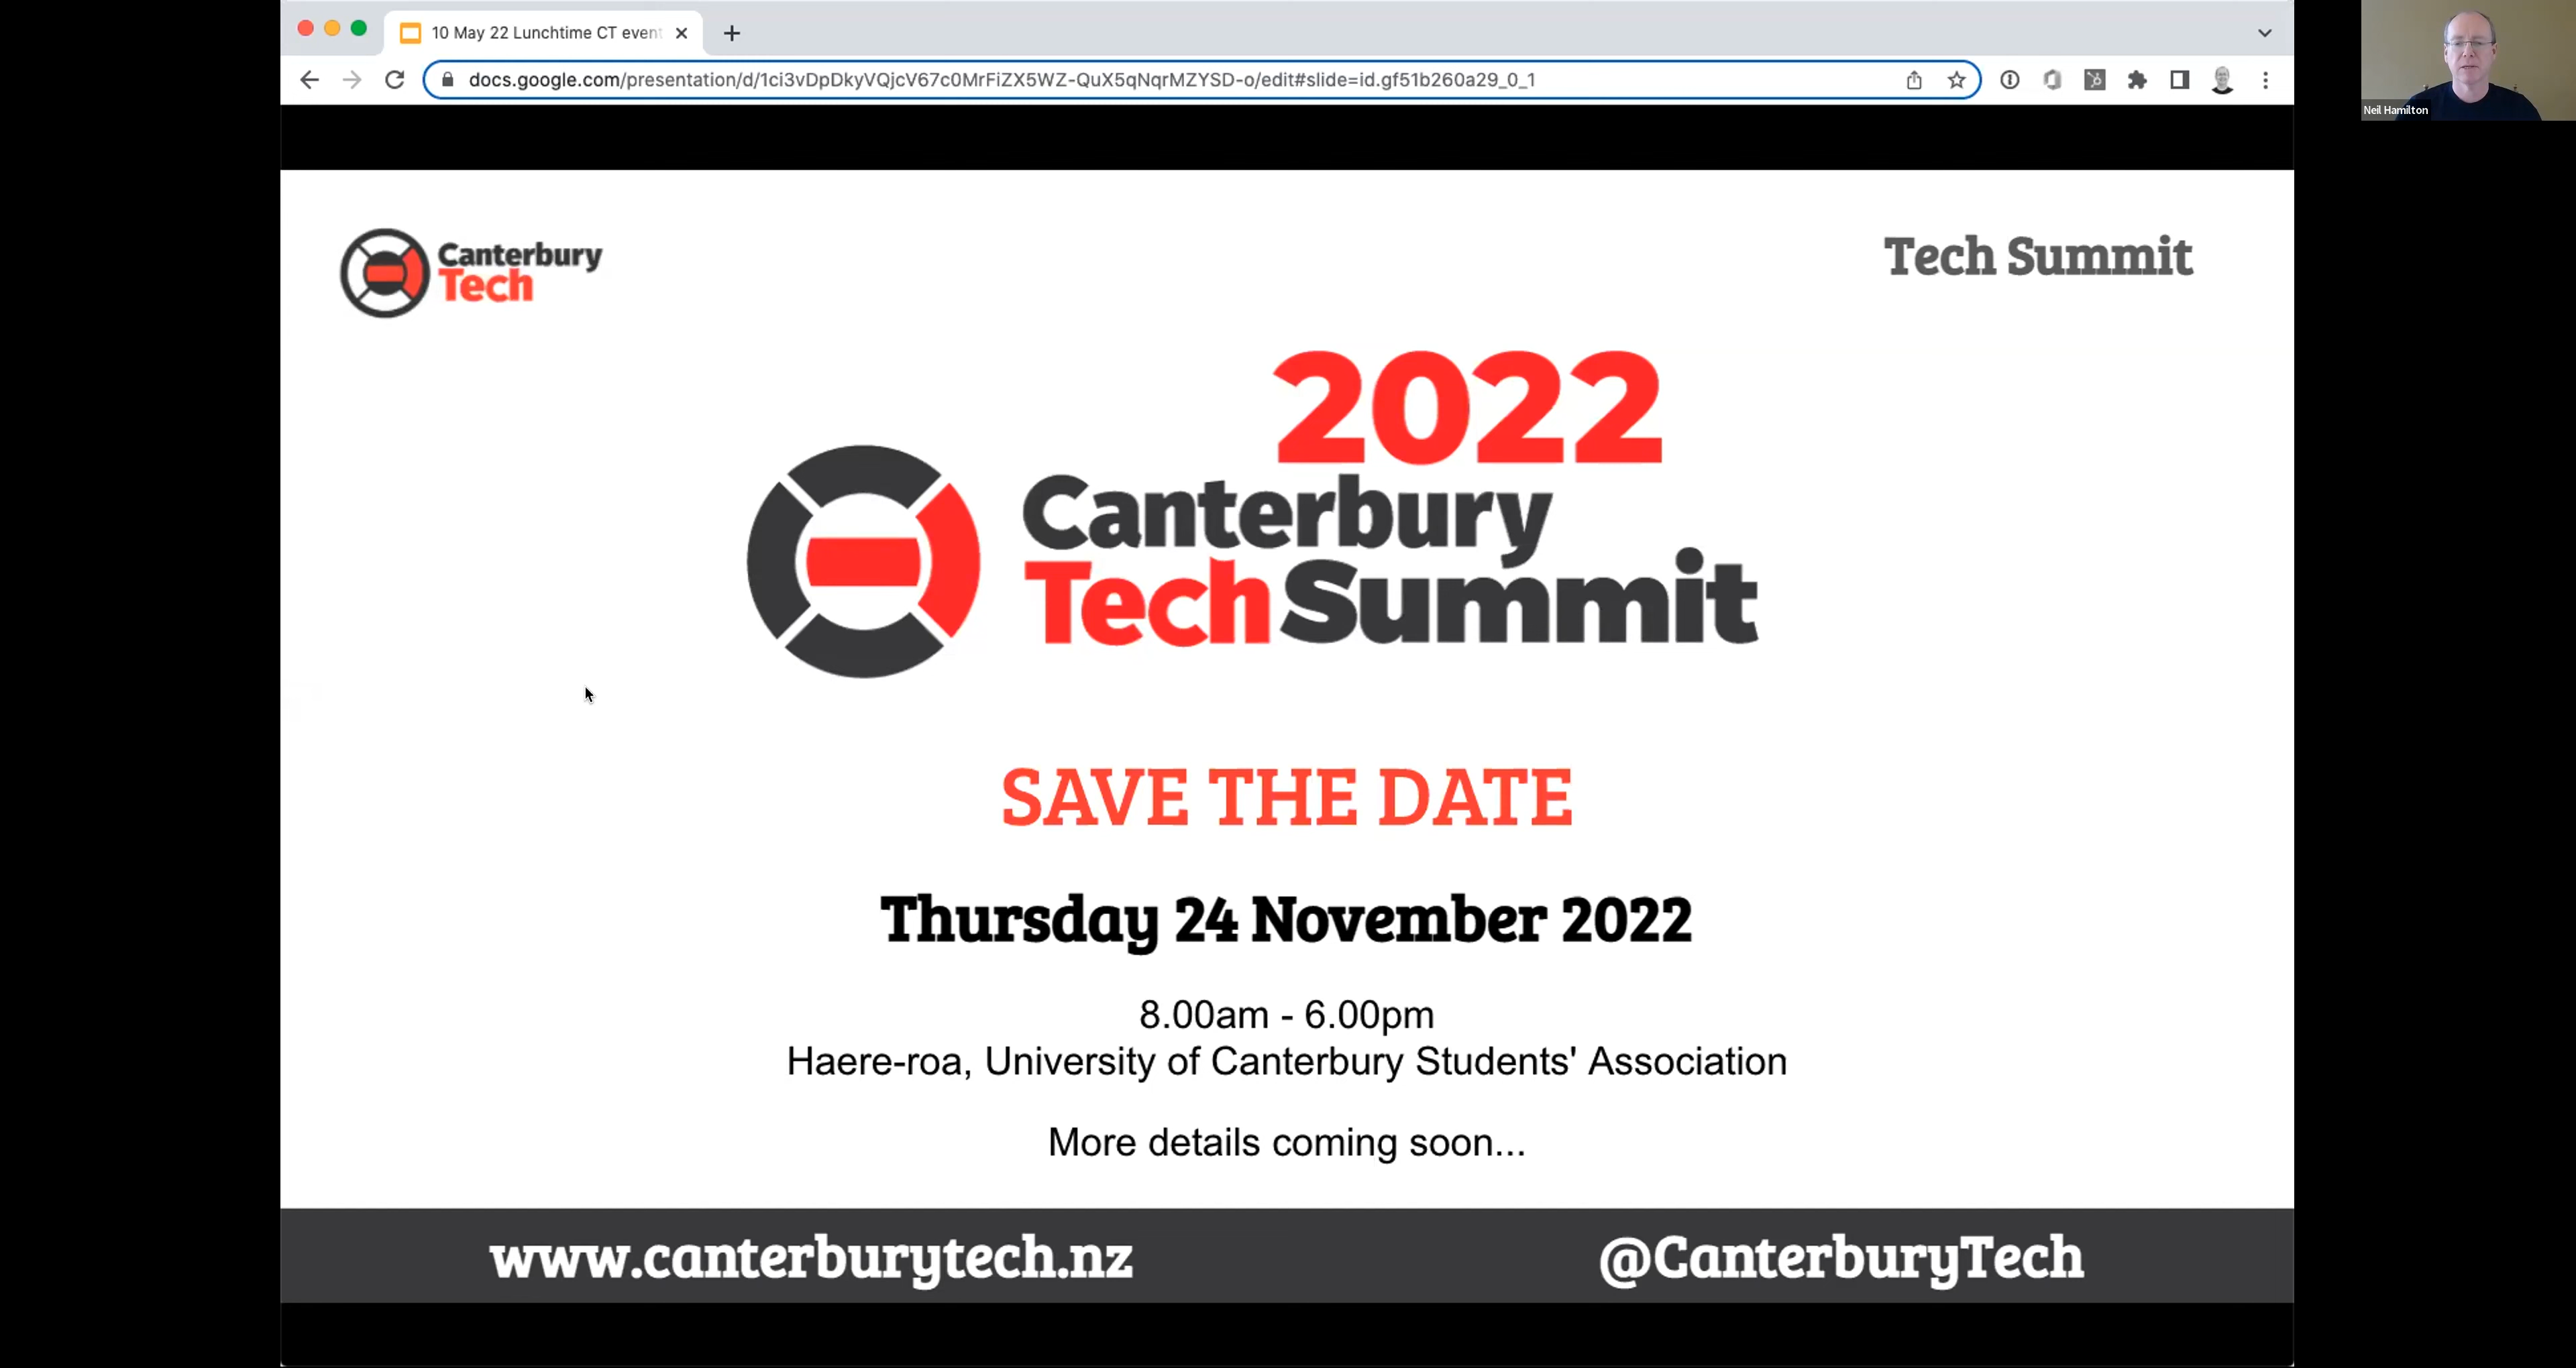 10 May 22 Lunchtime CT event
docs.google.com/presentation/d/1ci3vDpDkyVQjcV67c0MrFiZX5WZ-QuX5qNqrMZYSD-o/edit#slide=id.gf51b260a29_0_1
Neil Hamilton
Canterbury
Tech
Tech Summit
2022
Canterbury
TechSummit
SAVE THE DATE
Thursday 24 November 2022
8.00am - 6.00pm
Haere-roa, University of Canterbury Students' Association
More details coming soon...
www.canterburytech.nz
@CanterburyTech